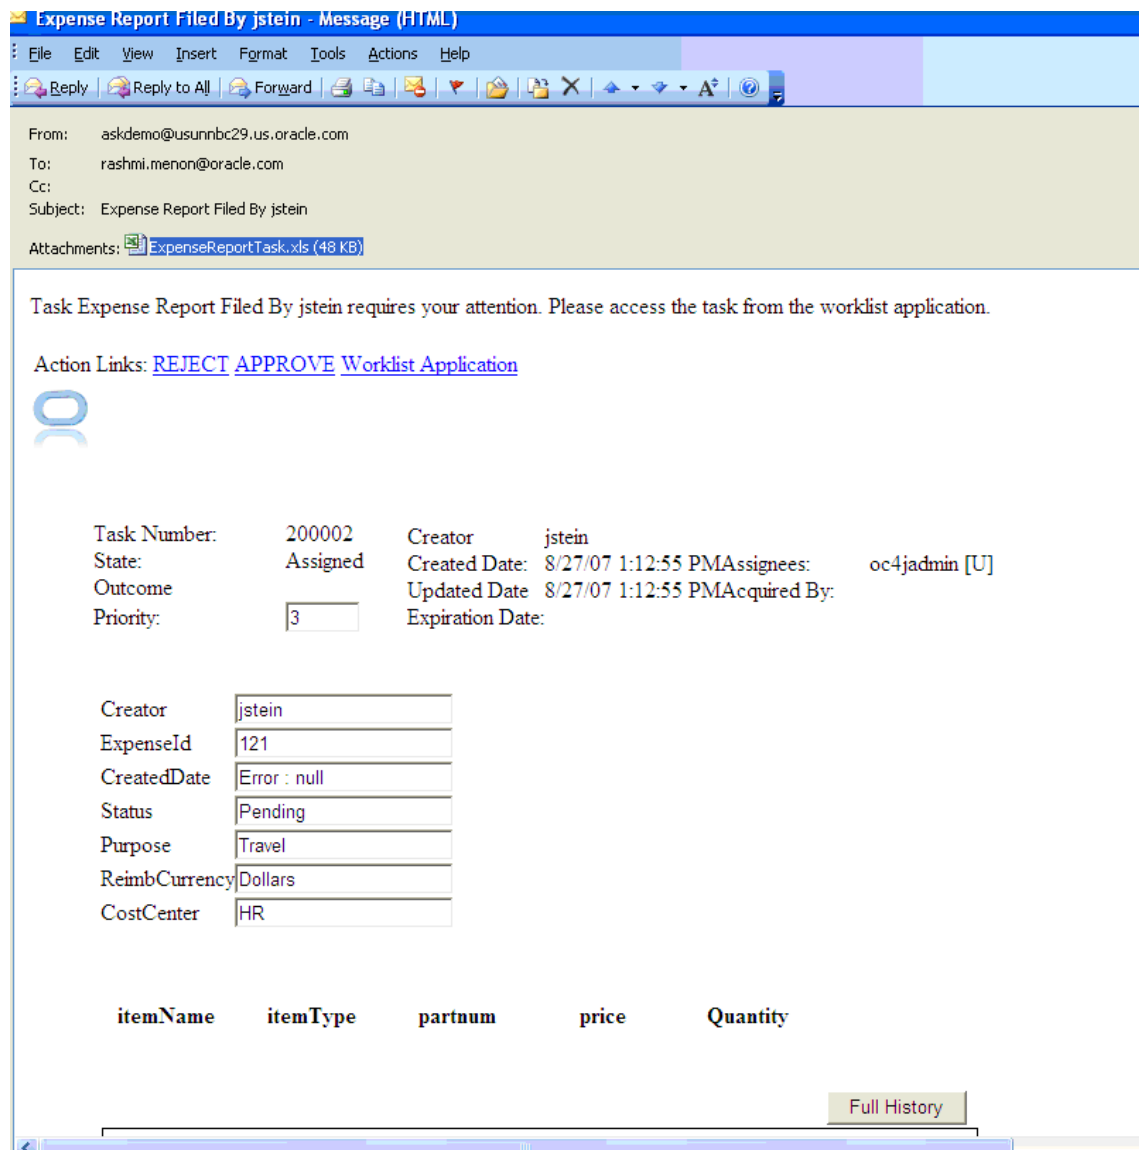 Expense Report Filed By jstein - Message (HTML)
File Edit View Insert Format Tools Actions Help
Reply Reply to All Forward
From: askdemo@usunnbc29.us.oracle.com
To: rashmi.menon@oracle.com
Cc:
Subject: Expense Report Filed By jstein
Attachments: ExpenseReportTask.xls (48 KB)
Task Expense Report Filed By jstein requires your attention. Please access the task from the worklist application.
Action Links: REJECT APPROVE Worklist Application
Task Number: 200002 Creator jstein
State: Assigned Created Date: 8/27/07 1:12:55 PMAssignees: oc4jadmin [U]
Outcome Updated Date 8/27/07 1:12:55 PMAcquired By:
Priority: 3 Expiration Date:
Creator jstein
ExpenseId 121
CreatedDate Error : null
Status Pending
Purpose Travel
ReimbCurrency Dollars
CostCenter HR
itemName itemType partnum price Quantity
Full History